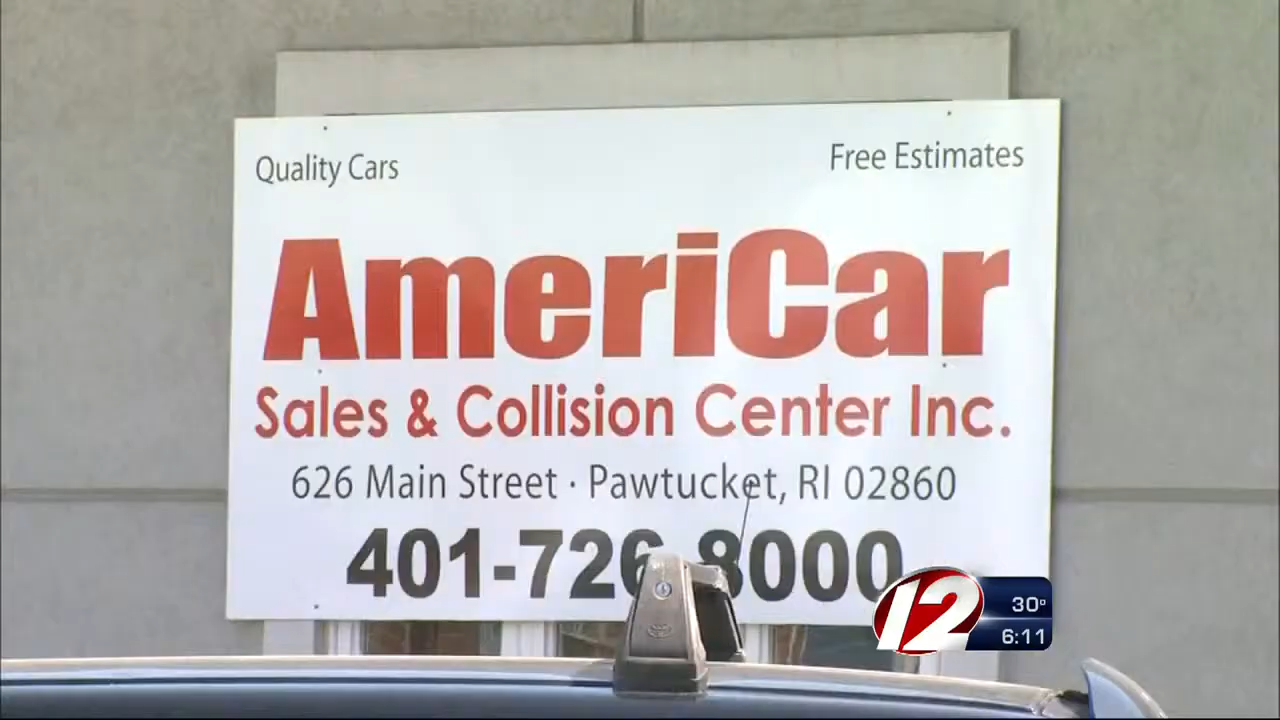 Quality Cars
Free Estimates
AmeriCar
Sales & Collision Center Inc.
626 Main Street · Pawtucket, RI 02860
401-726-8000
12
30°
6:11